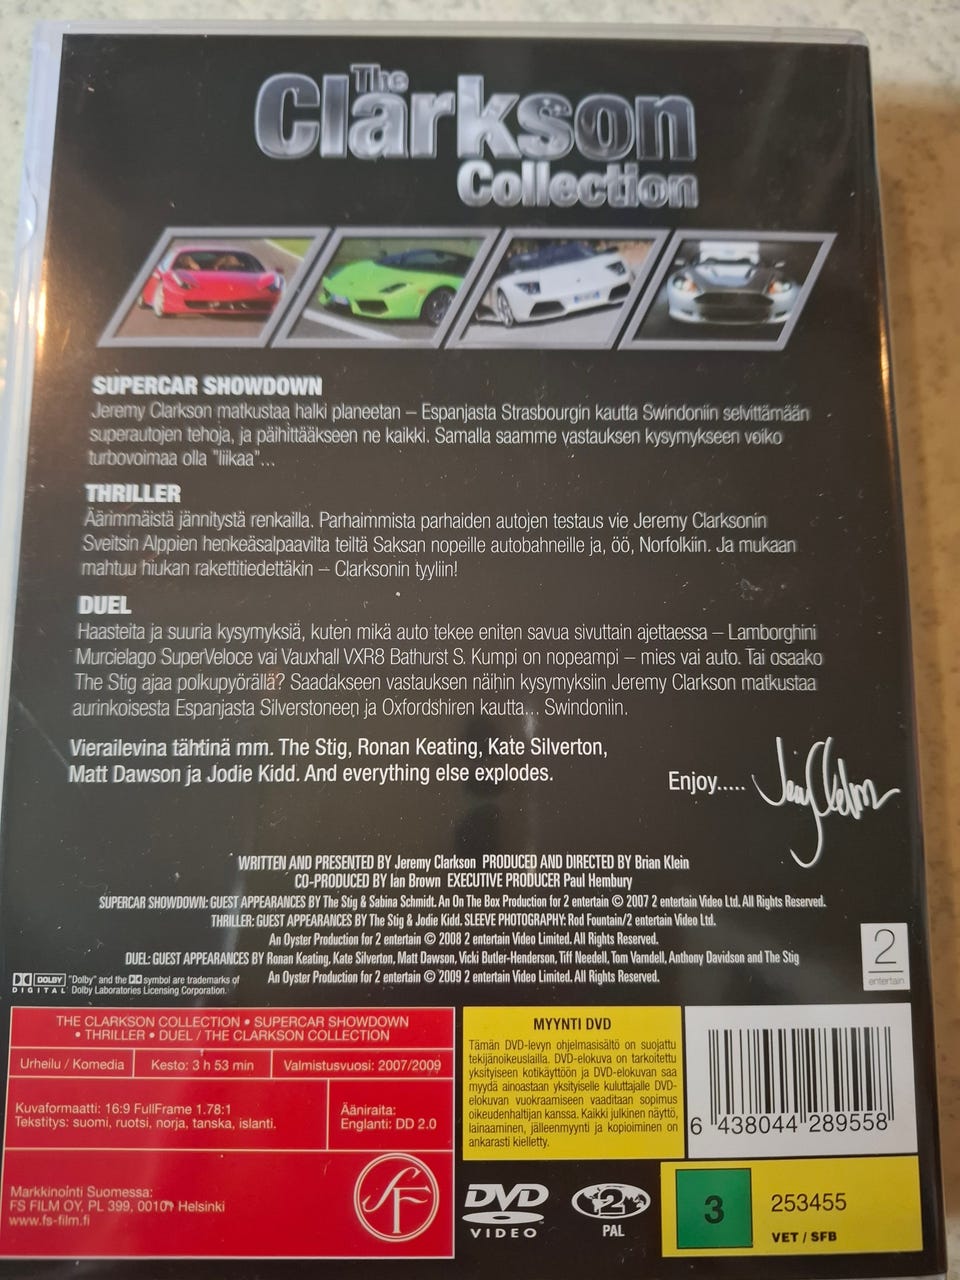 The
Clarkson
Collection
SUPERCAR SHOWDOWN
Jeremy Clarkson matkustaa halki planeetan – Espanjasta Strasbourgin kautta Swindoniin selvittämään
superautojen tehoja, ja päihittääkseen ne kaikki. Samalla saamme vastauksen kysymykseen voiko
turbovoimaa olla "liikaa"...
THRILLER
Äärimmäistä jännitystä renkailla. Parhaimmista parhaiden autojen testaus vie Jeremy Clarksonin
Sveitsin Alppien henkeäsalpaavilta teiltä Saksan nopeille autobahneille ja, öö, Norfolkiin. Ja mukaan
mahtuu hiukan rakettitiedettäkin – Clarksonin tyyliin!
DUEL
Haasteita ja suuria kysymyksiä, kuten mikä auto tekee eniten savua sivuttain ajettaessa – Lamborghini
Murcielago SuperVeloce vai Vauxhall VXR8 Bathurst S. Kumpi on nopeampi – mies vai auto. Tai osaako
The Stig ajaa polkupyörällä? Saadakseen vastauksen näihin kysymyksiin Jeremy Clarkson matkustaa
aurinkoisesta Espanjasta Silverstoneen ja Oxfordshiren kautta... Swindoniin.
Vierailevina tähtinä mm. The Stig, Ronan Keating, Kate Silverton,
Matt Dawson ja Jodie Kidd. And everything else explodes.
Enjoy.....
WRITTEN AND PRESENTED BY Jeremy Clarkson PRODUCED AND DIRECTED BY Brian Klein
CO-PRODUCED BY Ian Brown EXECUTIVE PRODUCER Paul Hembury
SUPERCAR SHOWDOWN: GUEST APPEARANCES BY The Stig & Sabina Schmidt. An On The Box Production for 2 entertain © 2007 2 entertain Video Ltd. All Rights Reserved.
THRILLER: GUEST APPEARANCES BY The Stig & Jodie Kidd. SLEEVE PHOTOGRAPHY: Rod Fountain/2 entertain Video Ltd.
An Oyster Production for 2 entertain © 2008 2 entertain Video Limited. All Rights Reserved.
DUEL: GUEST APPEARANCES BY Ronan Keating, Kate Silverton, Matt Dawson, Vicki Butler-Henderson, Tiff Needell, Tom Varndell, Anthony Davidson and The Stig
An Oyster Production for 2 entertain © 2009 2 entertain Video Limited. All Rights Reserved.
DOLBY
DIGITAL
"Dolby" and the symbol are trademarks of
Dolby Laboratories Licensing Corporation.
2
entertain
THE CLARKSON COLLECTION • SUPERCAR SHOWDOWN
• THRILLER • DUEL / THE CLARKSON COLLECTION
Urheilu / Komedia
Kesto: 3 h 53 min
Valmistusvuosi: 2007/2009
Kuvaformaatti: 16:9 FullFrame 1.78:1
Tekstitys: suomi, ruotsi, norja, tanska, islanti.
Ääniraita:
Englanti: DD 2.0
Markkinointi Suomessa:
FS FILM OY, PL 399, 00101 Helsinki
www.fs-film.fi
SF
MYYNTI DVD
Tämän DVD-levyn ohjelmasisältö on suojattu
tekijänoikeuslailla. DVD-elokuva on tarkoitettu
yksityiseen kotikäyttöön ja DVD-elokuvan saa
myydä ainoastaan yksityiselle kuluttajalle DVD-
elokuvan vuokraamiseen vaaditaan sopimus
oikeudenhaltijan kanssa. Kaikki julkinen näyttö,
lainaaminen, jälleenmyynti ja kopioiminen on
ankarasti kielletty.
6 438044 289558
DVD
VIDEO
2
PAL
3
253455
VET / SFB